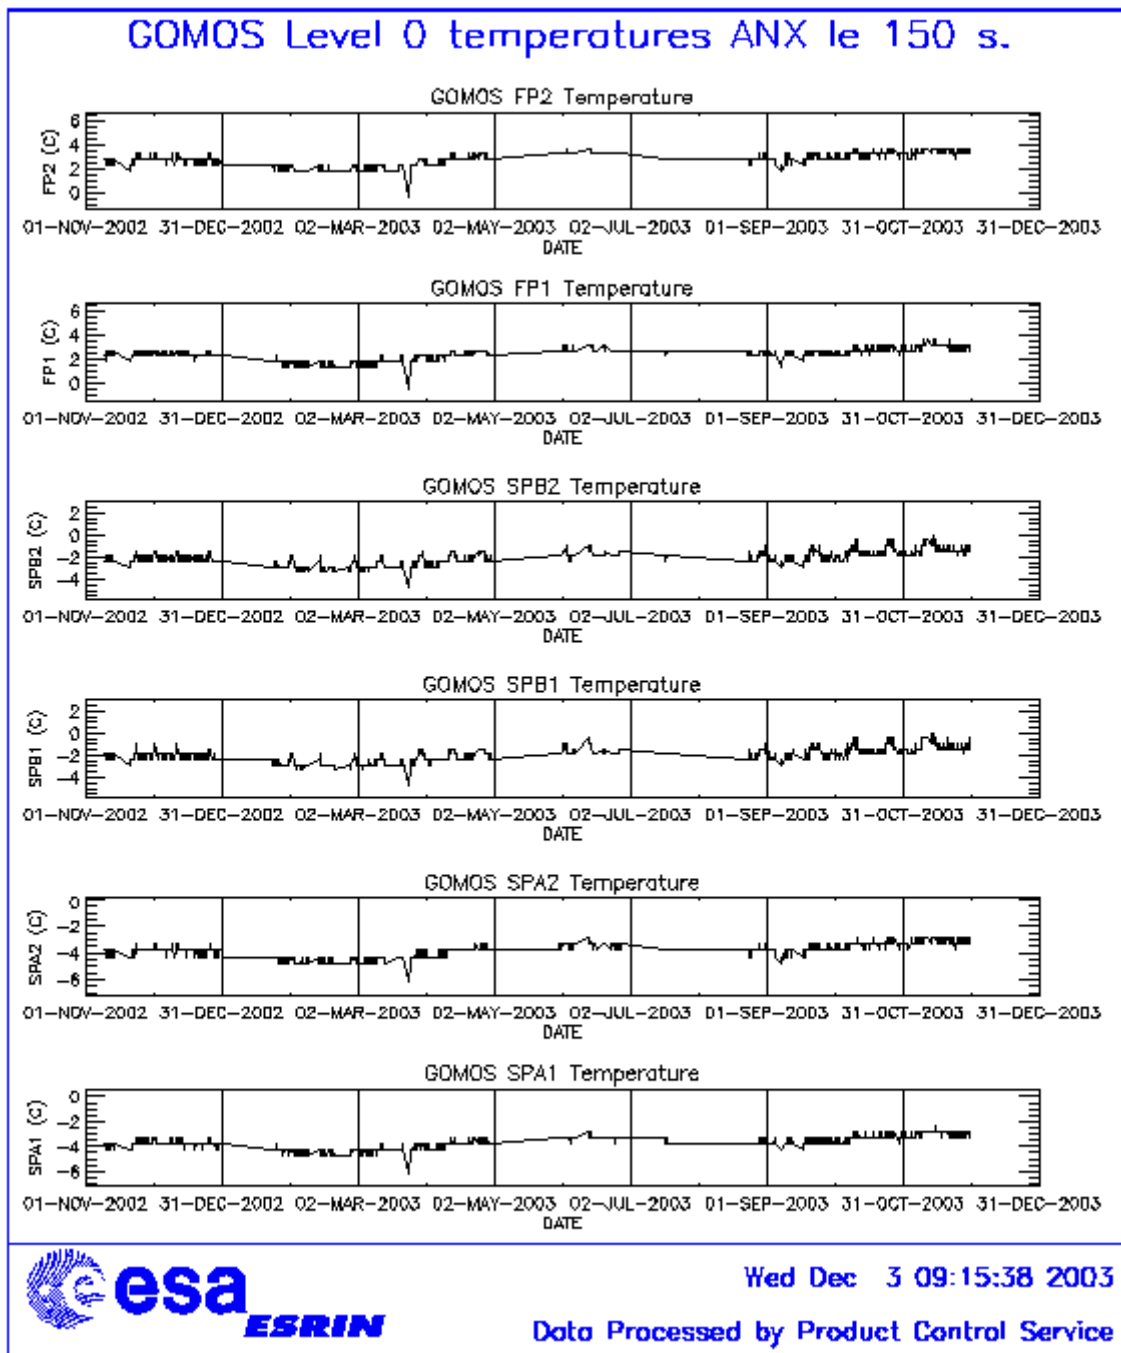 GOMOS Level 0 temperatures ANX le 150 s.
GOMOS FP2 Temperature
6
4
2
0
FP2 (C)
01-NOV-2002 31-DEC-2002 02-MAR-2003 02-MAY-2003 02-JUL-2003 01-SEP-2003 31-OCT-2003 31-DEC-2003
DATE
GOMOS FP1 Temperature
6
4
2
0
FP1 (C)
01-NOV-2002 31-DEC-2002 02-MAR-2003 02-MAY-2003 02-JUL-2003 01-SEP-2003 31-OCT-2003 31-DEC-2003
DATE
GOMOS SPB2 Temperature
2
0
-2
-4
SPB2 (C)
01-NOV-2002 31-DEC-2002 02-MAR-2003 02-MAY-2003 02-JUL-2003 01-SEP-2003 31-OCT-2003 31-DEC-2003
DATE
GOMOS SPB1 Temperature
2
0
-2
-4
SPB1 (C)
01-NOV-2002 31-DEC-2002 02-MAR-2003 02-MAY-2003 02-JUL-2003 01-SEP-2003 31-OCT-2003 31-DEC-2003
DATE
GOMOS SPA2 Temperature
0
-2
-4
-6
SPA2 (C)
01-NOV-2002 31-DEC-2002 02-MAR-2003 02-MAY-2003 02-JUL-2003 01-SEP-2003 31-OCT-2003 31-DEC-2003
DATE
GOMOS SPA1 Temperature
0
-2
-4
-6
SPA1 (C)
01-NOV-2002 31-DEC-2002 02-MAR-2003 02-MAY-2003 02-JUL-2003 01-SEP-2003 31-OCT-2003 31-DEC-2003
DATE
esa
ESRIN
Wed Dec 3 09:15:38 2003
Data Processed by Product Control Service